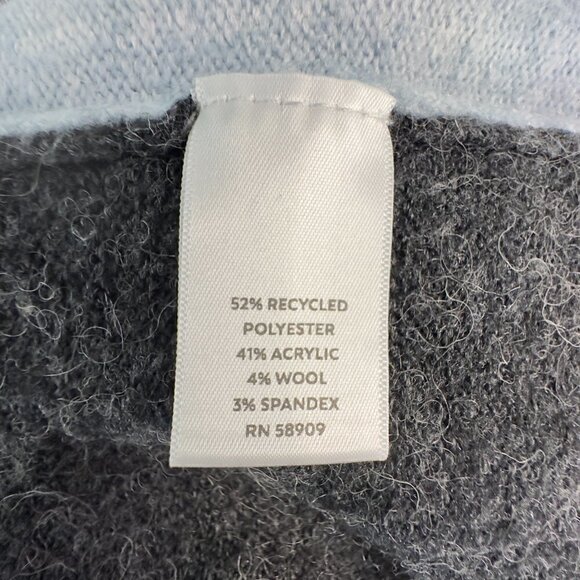 52% RECYCLED
POLYESTER
41% ACRYLIC
4% WOOL
3% SPANDEX
RN 58909